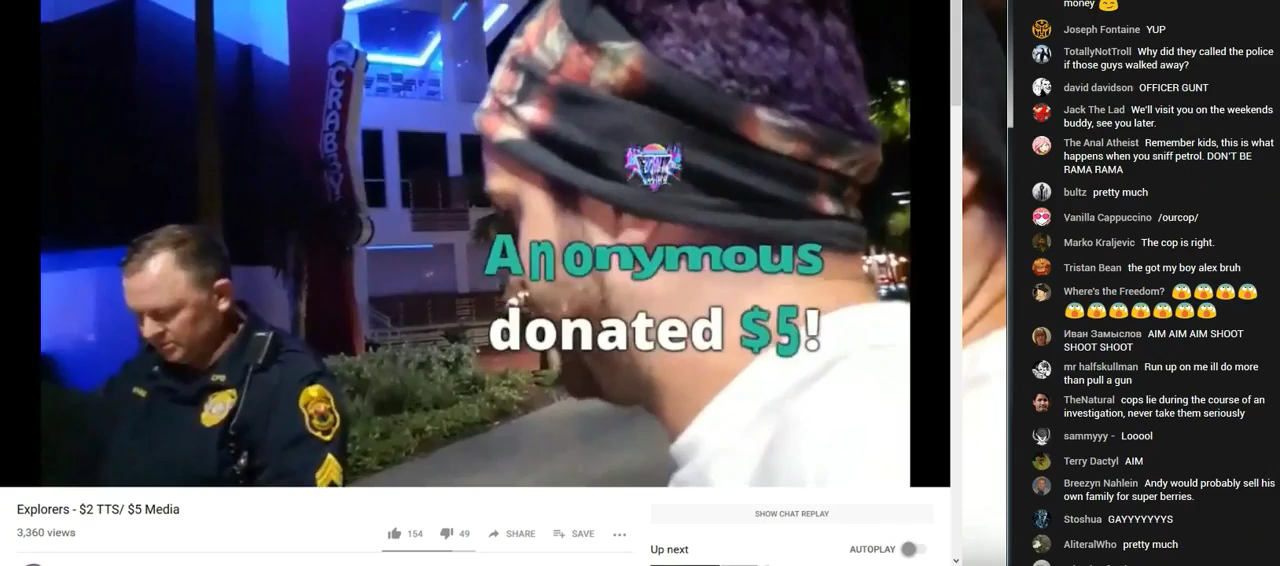 CRABBY
Anonymous
donated $5!
Explorers - $2 TTS/ $5 Media
3,360 views
154
49
SHARE
SAVE
SHOW CHAT REPLAY
Up next
AUTOPLAY
money
Joseph Fontaine YUP
TotallyNotTroll Why did they called the police
if those guys walked away?
david davidson OFFICER GUNT
Jack The Lad We'll visit you on the weekends
buddy, see you later.
The Anal Atheist Remember kids, this is what
happens when you sniff petrol. DON'T BE
RAMA RAMA
bultz pretty much
Vanilla Cappuccino /ourcop/
Marko Kraljevic The cop is right.
Tristan Bean the got my boy alex bruh
Where's the Freedom?
Иван Замыслов AIM AIM AIM SHOOT
SHOOT SHOOT
mr halfskullman Run up on me ill do more
than pull a gun
TheNatural cops lie during the course of an
investigation, never take them seriously
sammyyy - Looool
Terry Dactyl AIM
Breezyn Nahlein Andy would probably sell his
own family for super berries.
Stoshua GAYYYYYYYS
AliteralWho pretty much